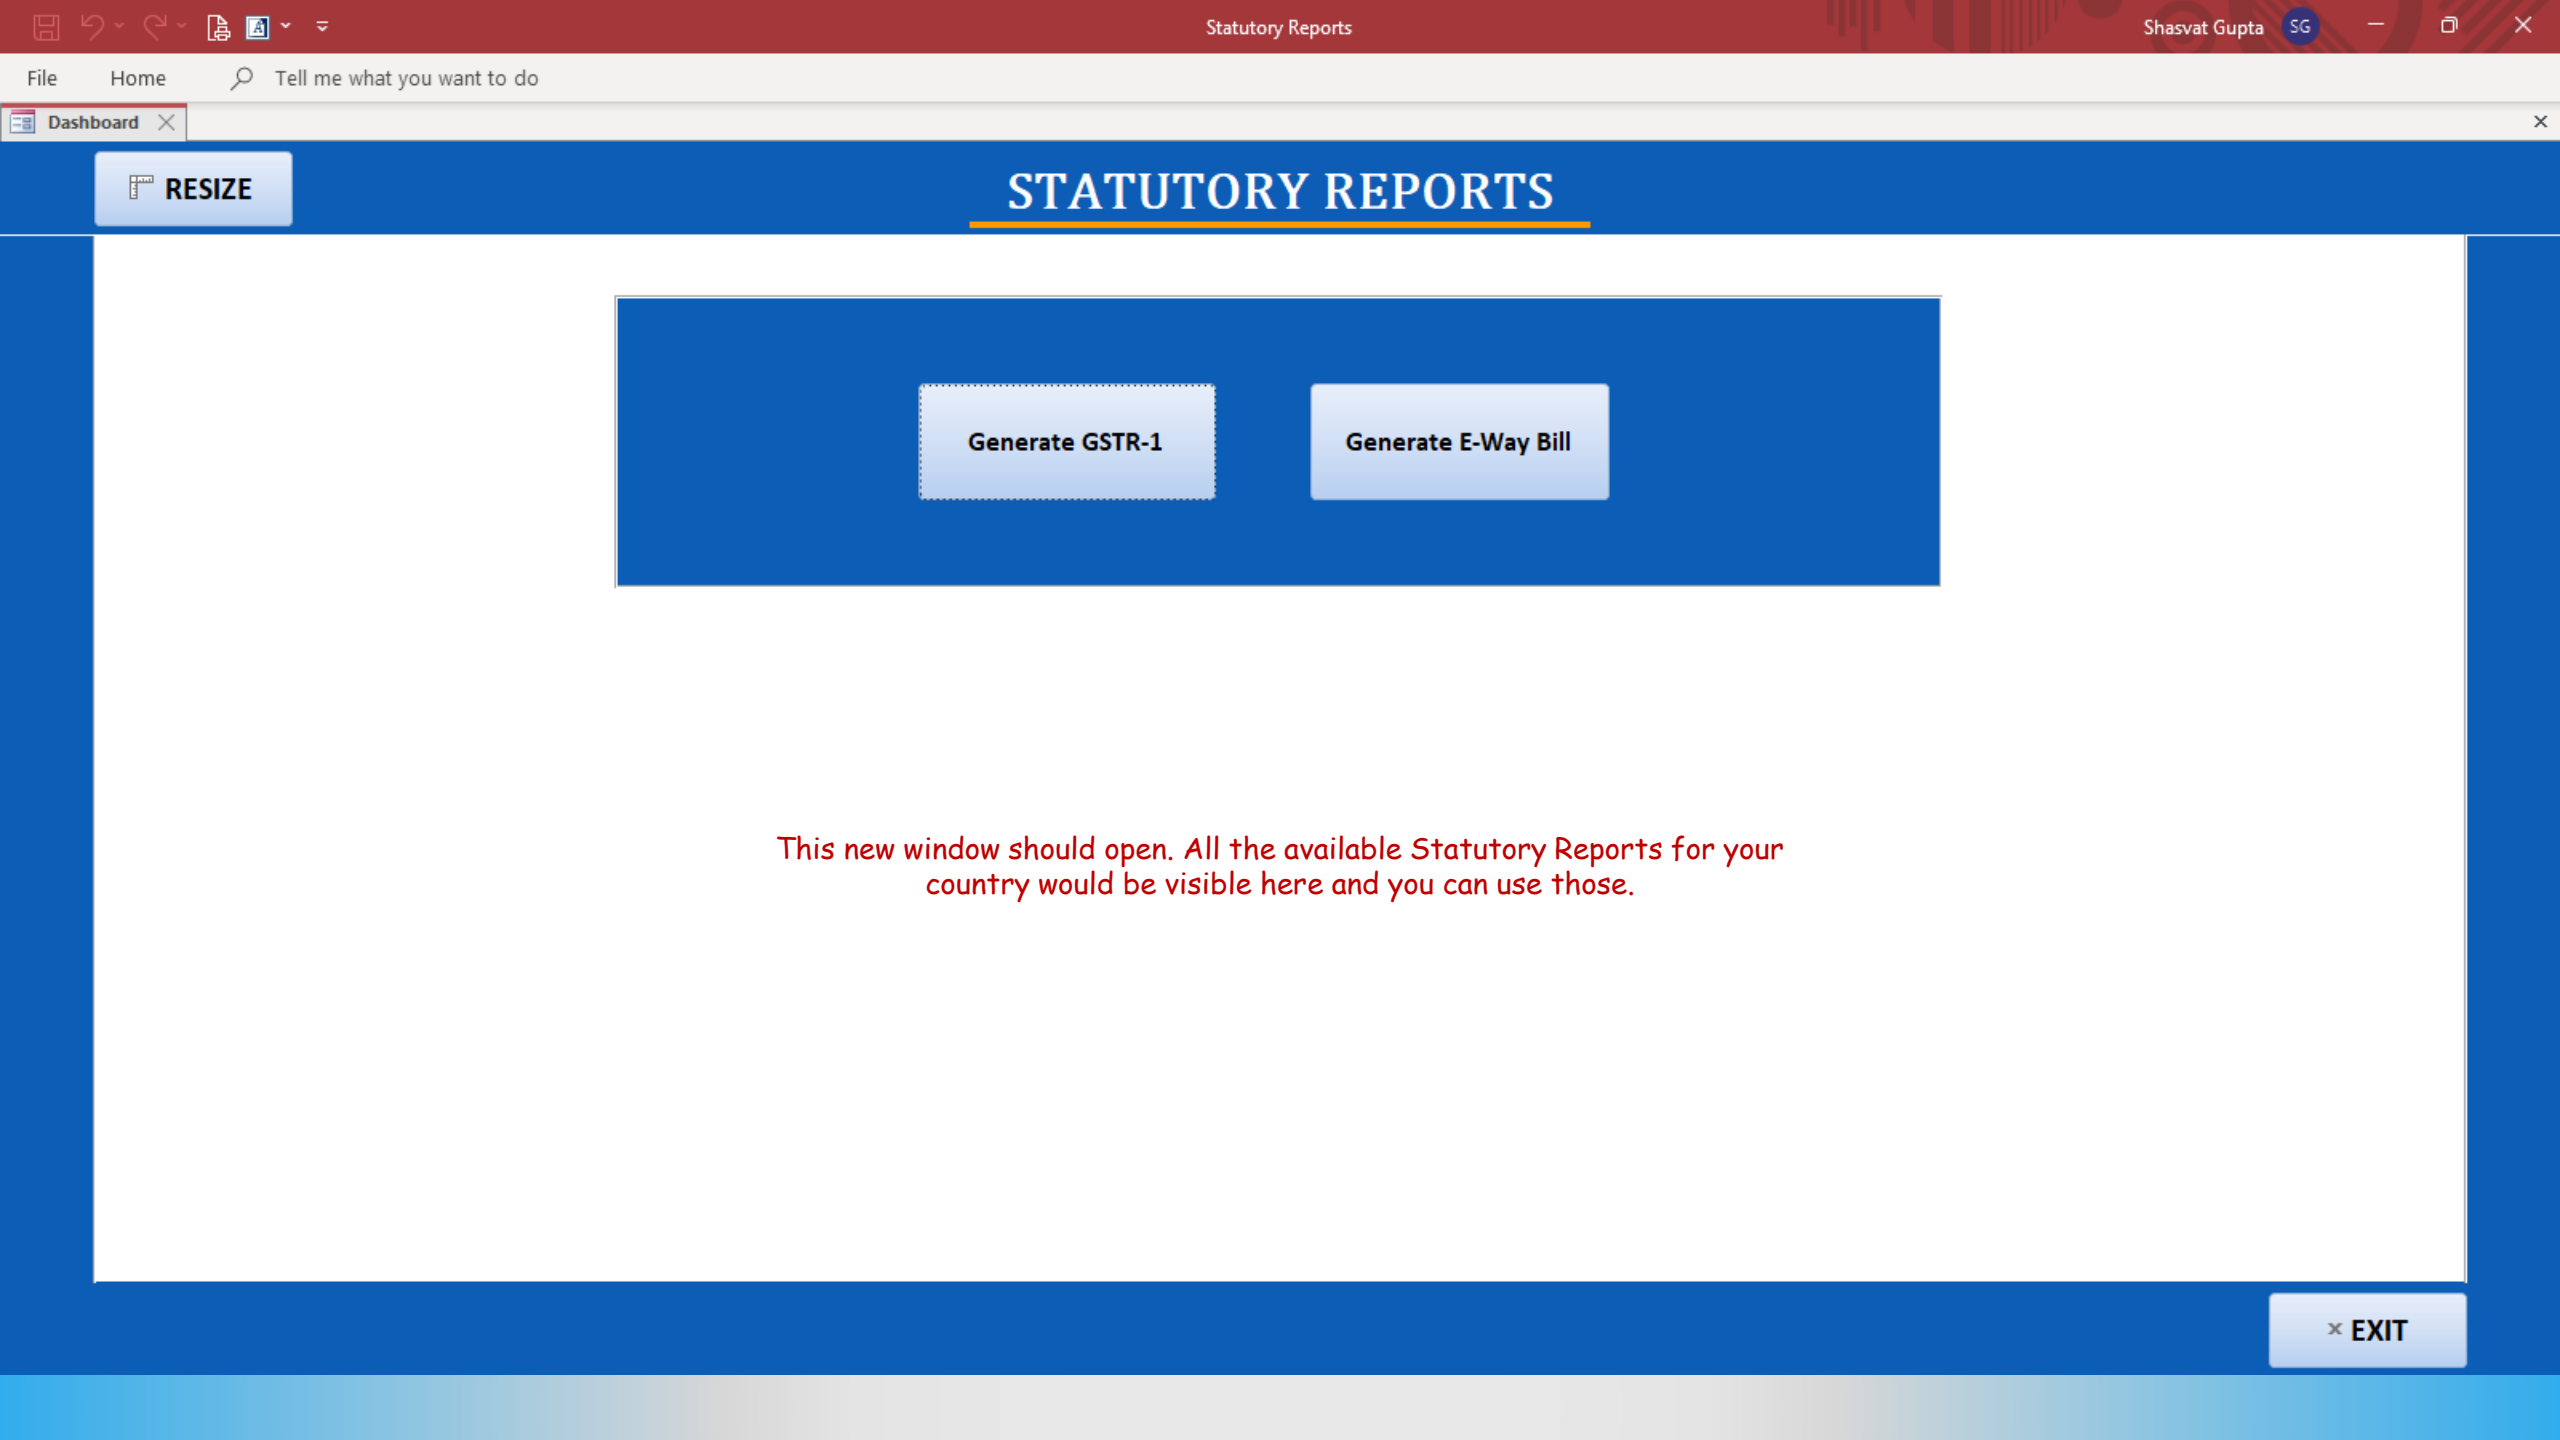 Statutory Reports
Shasvat Gupta SG
File Home Tell me what you want to do
Dashboard
RESIZE
STATUTORY REPORTS
Generate GSTR-1
Generate E-Way Bill
This new window should open. All the available Statutory Reports for your
country would be visible here and you can use those.
EXIT